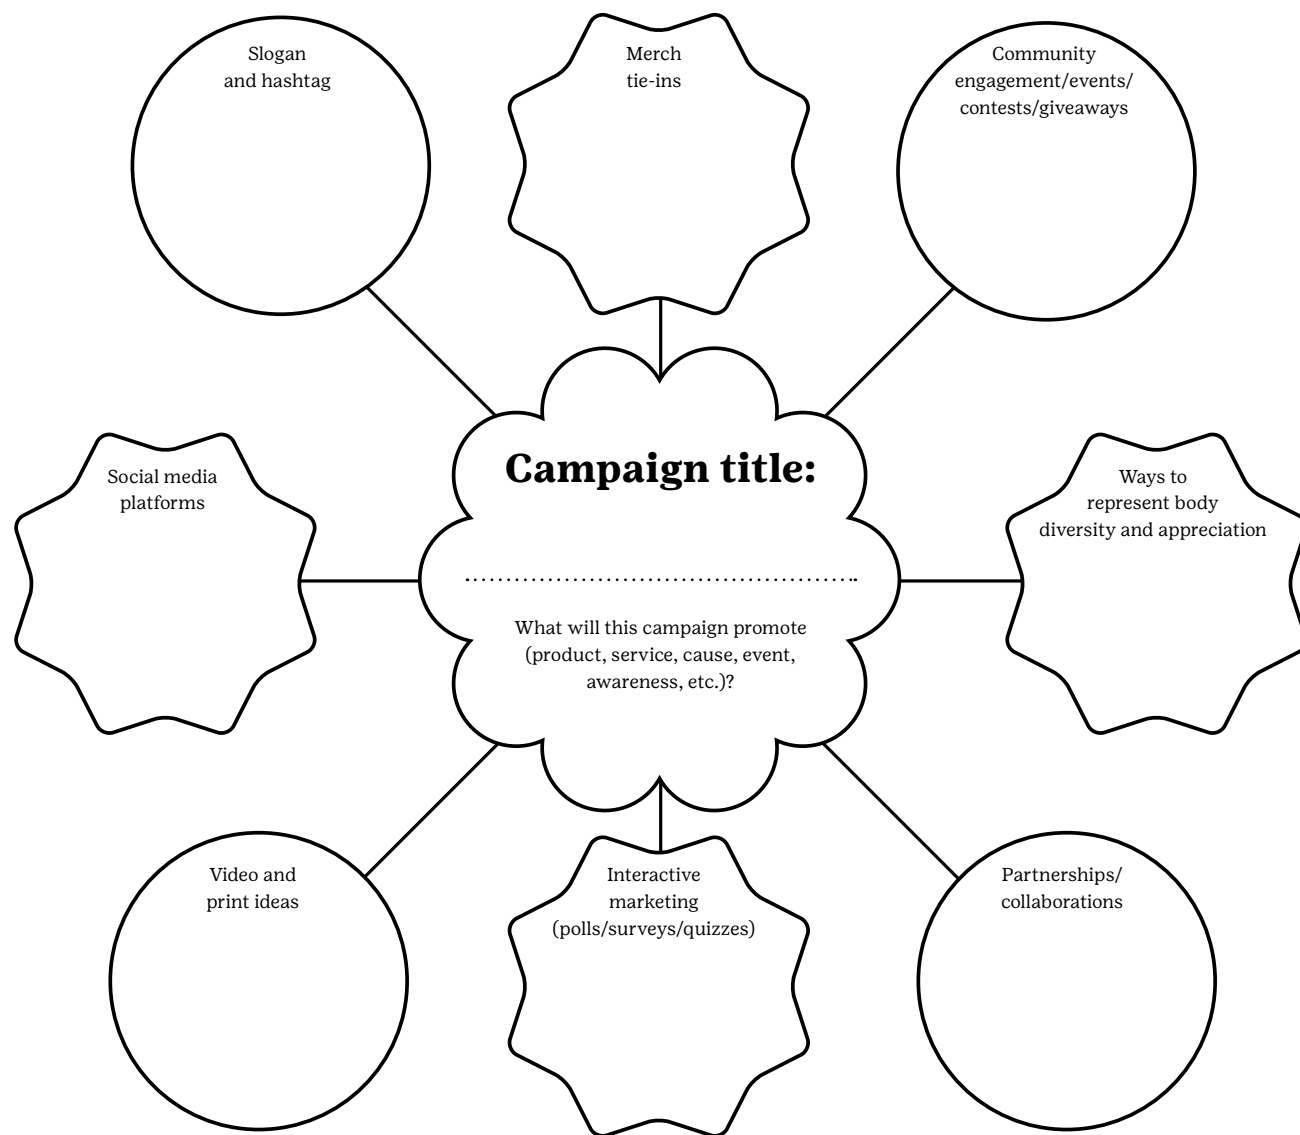 Slogan
and hashtag
Merch
tie-ins
Community
engagement/events/
contests/giveaways
Social media
platforms
Campaign title:
What will this campaign promote
(product, service, cause, event,
awareness, etc.)?
Ways to
represent body
diversity and appreciation
Video and
print ideas
Interactive
marketing
(polls/surveys/quizzes)
Partnerships/
collaborations